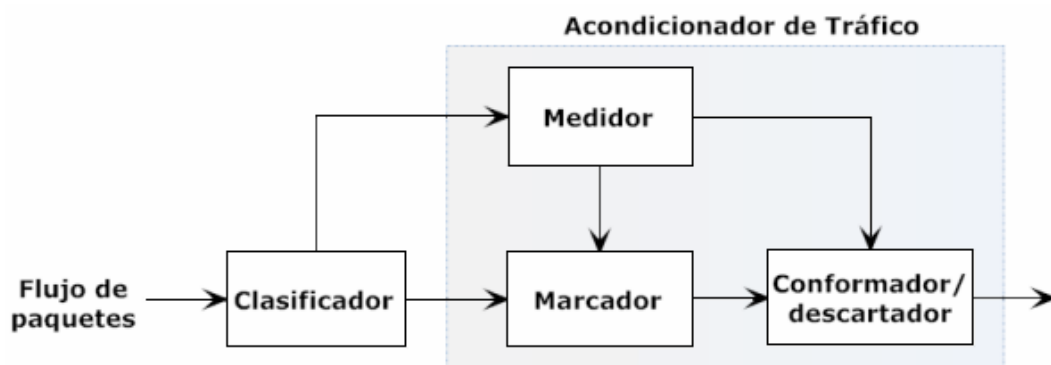 Acondicionador de Tráfico
Medidor
Flujo de
paquetes
Clasificador
Marcador
Conformador/
descartador